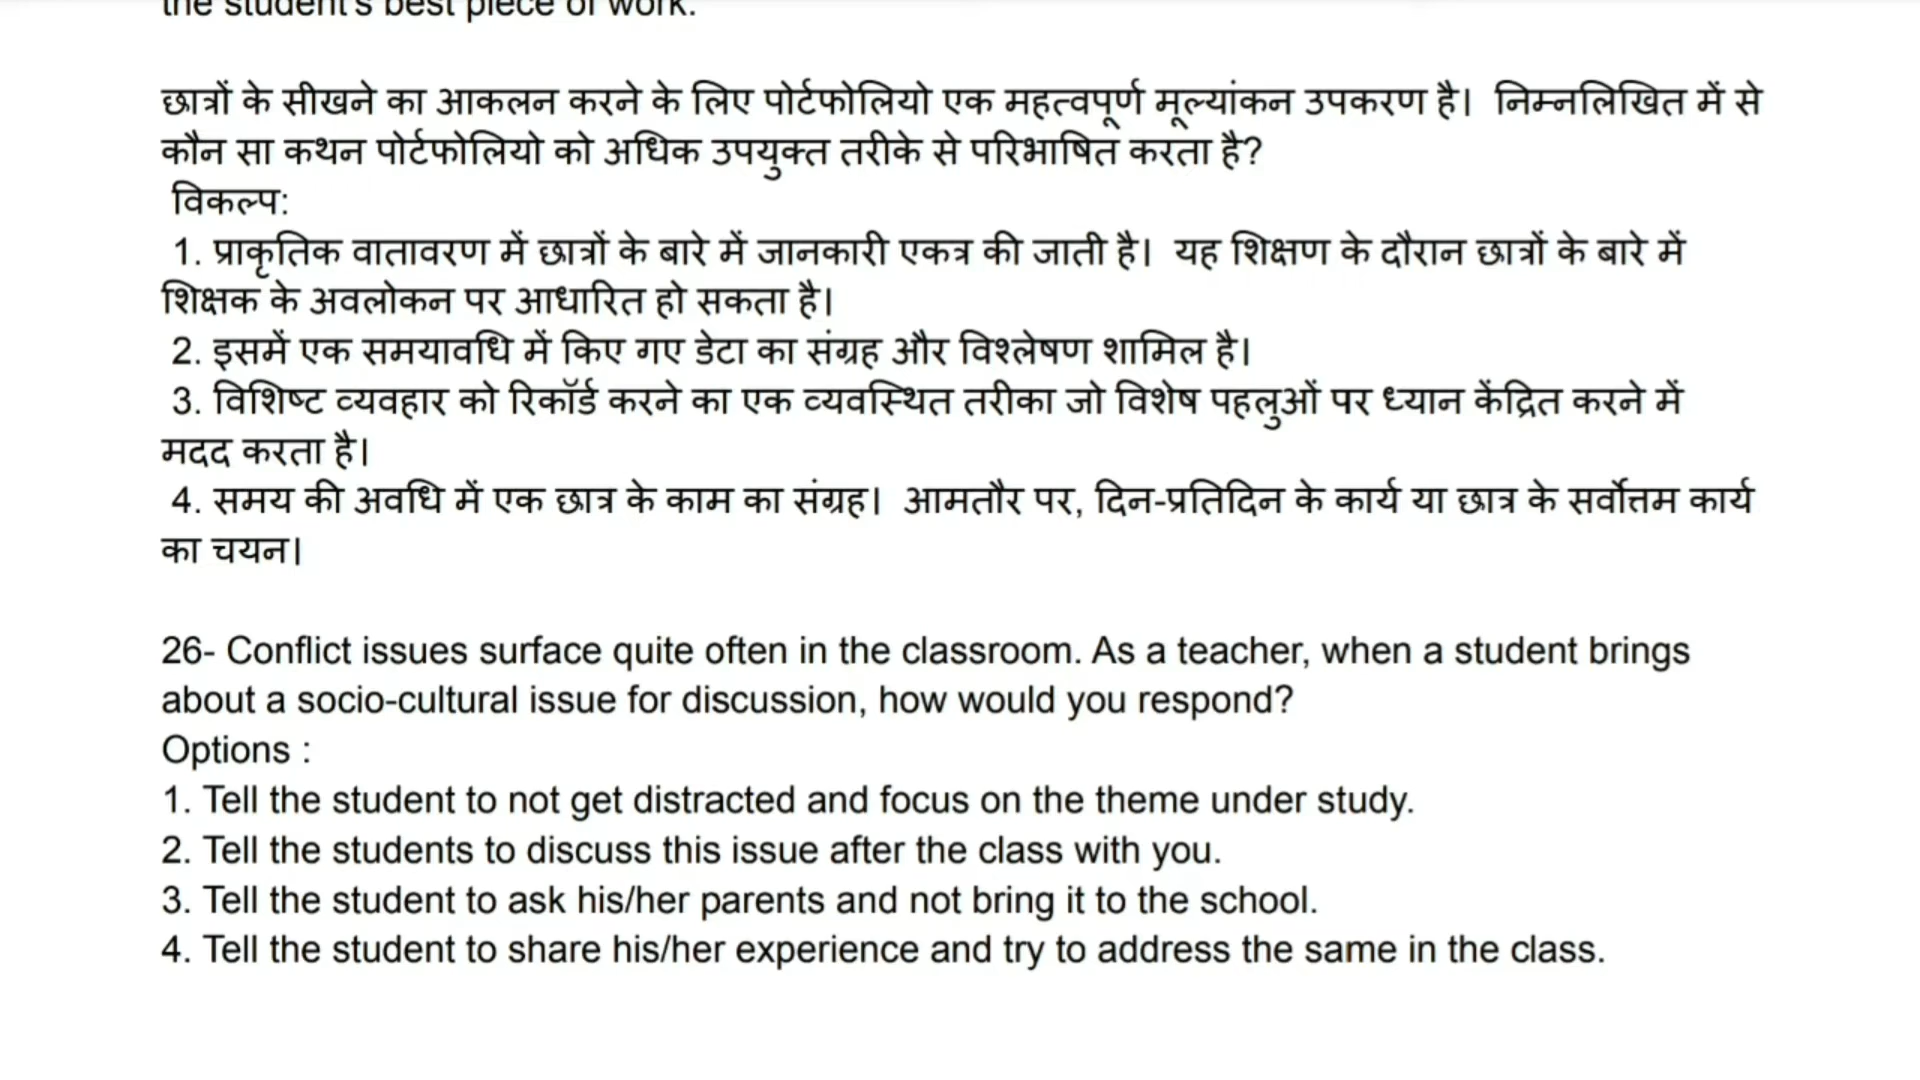 the student's best piece of work.
छात्रों के सीखने का आकलन करने के लिए पोर्टफोलियो एक महत्वपूर्ण मूल्यांकन उपकरण है। निम्नलिखित में से
कौन सा कथन पोर्टफोलियो को अधिक उपयुक्त तरीके से परिभाषित करता है?
विकल्प:
1. प्राकृतिक वातावरण में छात्रों के बारे में जानकारी एकत्र की जाती है। यह शिक्षण के दौरान छात्रों के बारे में
शिक्षक के अवलोकन पर आधारित हो सकता है।
2. इसमें एक समयावधि में किए गए डेटा का संग्रह और विश्लेषण शामिल है।
3. विशिष्ट व्यवहार को रिकॉर्ड करने का एक व्यवस्थित तरीका जो विशेष पहलुओं पर ध्यान केंद्रित करने में
मदद करता है।
4. समय की अवधि में एक छात्र के काम का संग्रह। आमतौर पर, दिन-प्रतिदिन के कार्य या छात्र के सर्वोत्तम कार्य
का चयन।
26- Conflict issues surface quite often in the classroom. As a teacher, when a student brings
about a socio-cultural issue for discussion, how would you respond?
Options :
1. Tell the student to not get distracted and focus on the theme under study.
2. Tell the students to discuss this issue after the class with you.
3. Tell the student to ask his/her parents and not bring it to the school.
4. Tell the student to share his/her experience and try to address the same in the class.